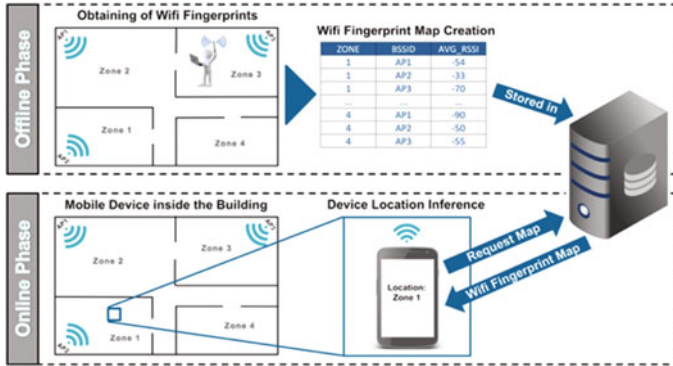 Offline Phase
Obtaining of Wifi Fingerprints
AP1
AP3
Zone 2
Zone 3
Zone 1
Zone 4
AP2
Wifi Fingerprint Map Creation
ZONE BSSID AVG_RSSI
1 AP1 -54
1 AP2 -33
1 AP3 -70
... ... ...
4 AP1 -90
4 AP2 -50
4 AP3 -55
Stored in
Online Phase
Mobile Device inside the Building
AP1
Zone 2
Zone 3
Zone 4
Zone 1
Device Location Inference
Location:
Zone 1
Request Map
Wifi Fingerprint Map